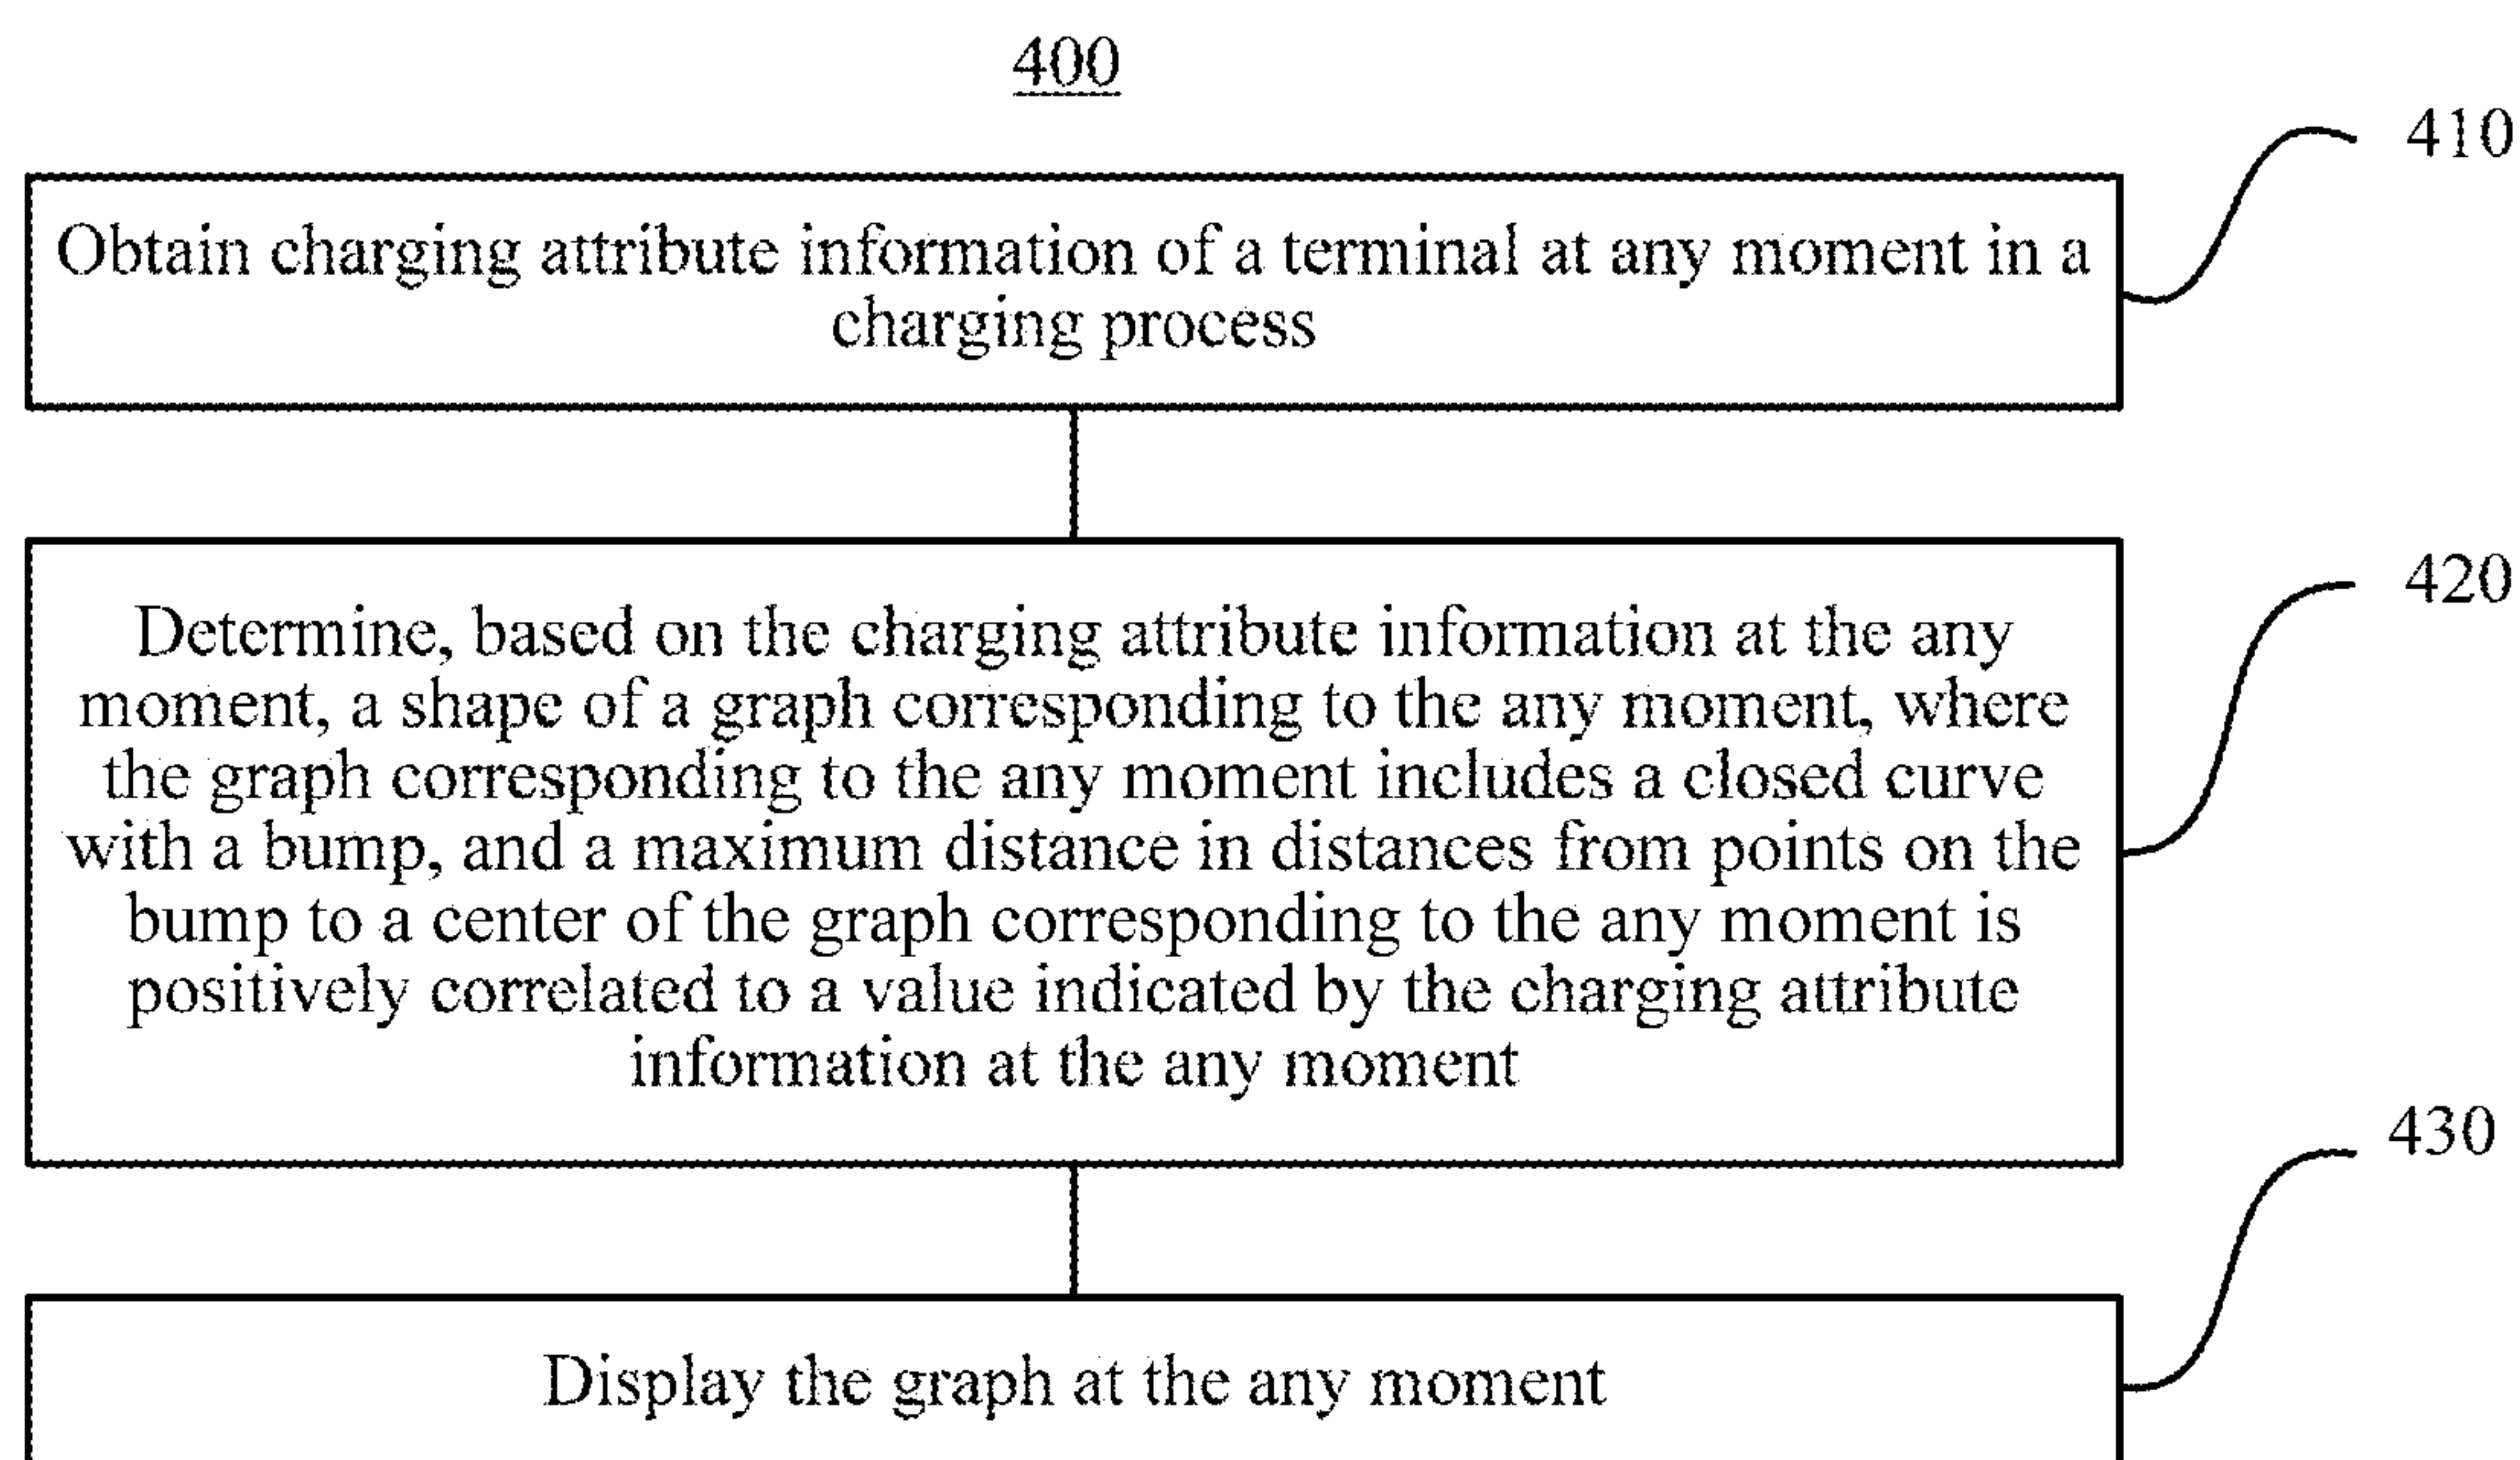 400
410
Obtain charging attribute information of a terminal at any moment in a
charging process
420
Determine, based on the charging attribute information at the any
moment, a shape of a graph corresponding to the any moment, where
the graph corresponding to the any moment includes a closed curve
with a bump, and a maximum distance in distances from points on the
bump to a center of the graph corresponding to the any moment is
positively correlated to a value indicated by the charging attribute
information at the any moment
430
Display the graph at the any moment